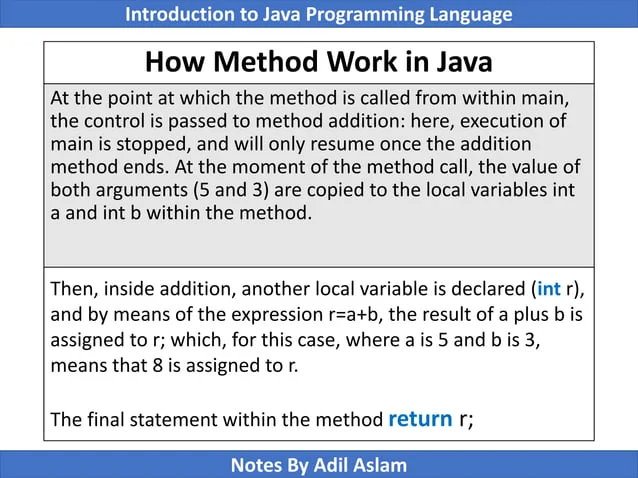 Introduction to Java Programming Language
How Method Work in Java
At the point at which the method is called from within main,
the control is passed to method addition: here, execution of
main is stopped, and will only resume once the addition
method ends. At the moment of the method call, the value of
both arguments (5 and 3) are copied to the local variables int
a and int b within the method.
Then, inside addition, another local variable is declared (int r),
and by means of the expression r=a+b, the result of a plus b is
assigned to r; which, for this case, where a is 5 and b is 3,
means that 8 is assigned to r.
The final statement within the method return r;
Notes By Adil Aslam